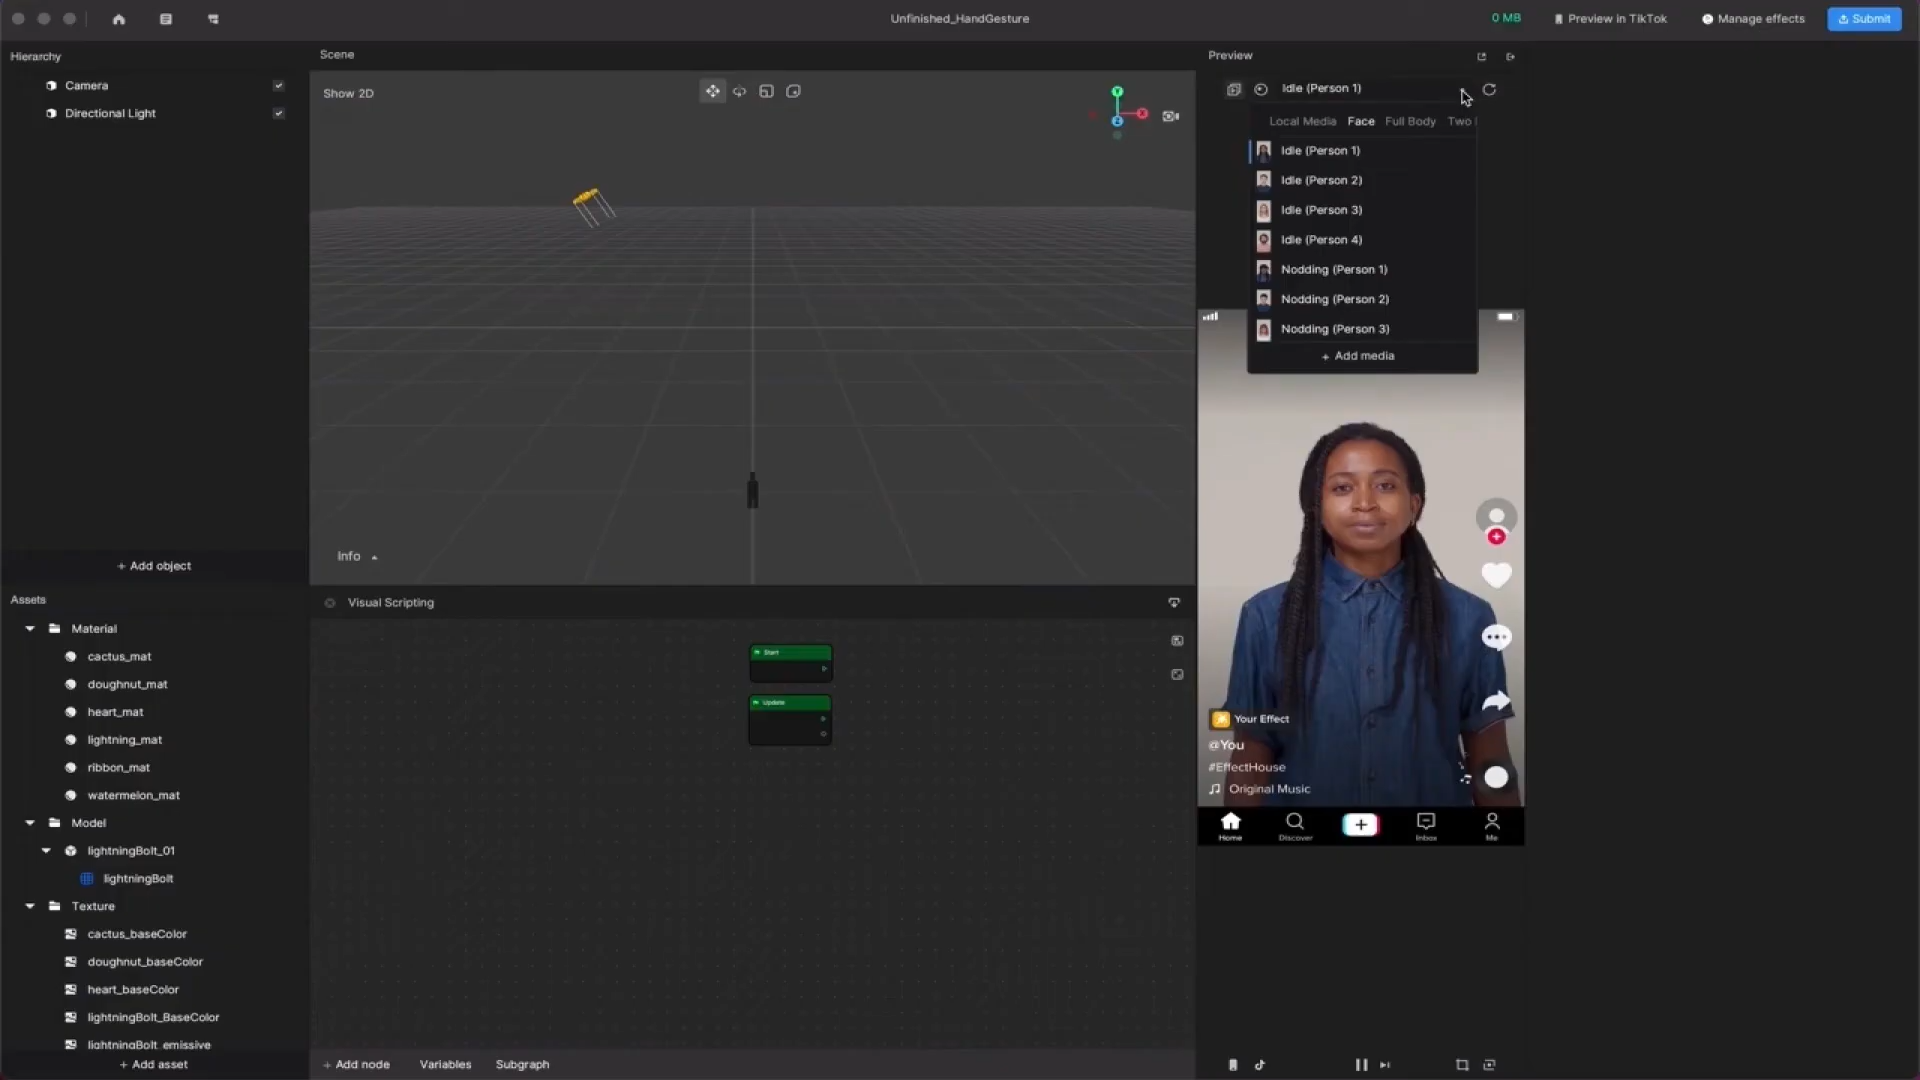 Unfinished_HandGesture
0 MB
Preview in TikTok
Manage effects
Submit
Hierarchy
Camera
Directional Light
+ Add object
Scene
Show 2D
Info
Assets
Material
cactus_mat
doughnut_mat
heart_mat
lightning_mat
ribbon_mat
watermelon_mat
Model
lightningBolt_01
lightningBolt
Texture
cactus_baseColor
doughnut_baseColor
heart_baseColor
lightningBolt_BaseColor
lightningBolt_emissive
+ Add asset
Visual Scripting
Start
Update
+ Add node
Variables
Subgraph
Preview
Idle (Person 1)
Local Media
Face
Full Body
Two
Idle (Person 1)
Idle (Person 2)
Idle (Person 3)
Idle (Person 4)
Nodding (Person 1)
Nodding (Person 2)
Nodding (Person 3)
+ Add media
Your Effect
@You
#EffectHouse
Original Music
Home
Discover
Inbox
Me
Y
X
Z